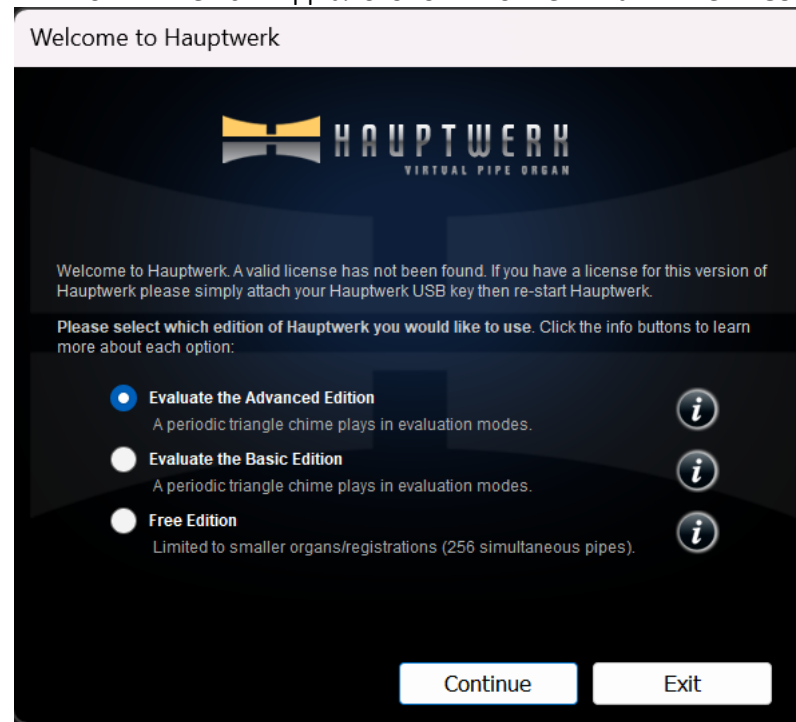 Welcome to Hauptwerk
HAUPTWERK
VIRTUAL PIPE ORGAN
Welcome to Hauptwerk. A valid license has not been found. If you have a license for this version of
Hauptwerk please simply attach your Hauptwerk USB key then re-start Hauptwerk.
Please select which edition of Hauptwerk you would like to use. Click the info buttons to learn
more about each option:
Evaluate the Advanced Edition
i
A periodic triangle chime plays in evaluation modes.
Evaluate the Basic Edition
i
A periodic triangle chime plays in evaluation modes.
Free Edition
i
Limited to smaller organs/registrations (256 simultaneous pipes).
Continue
Exit